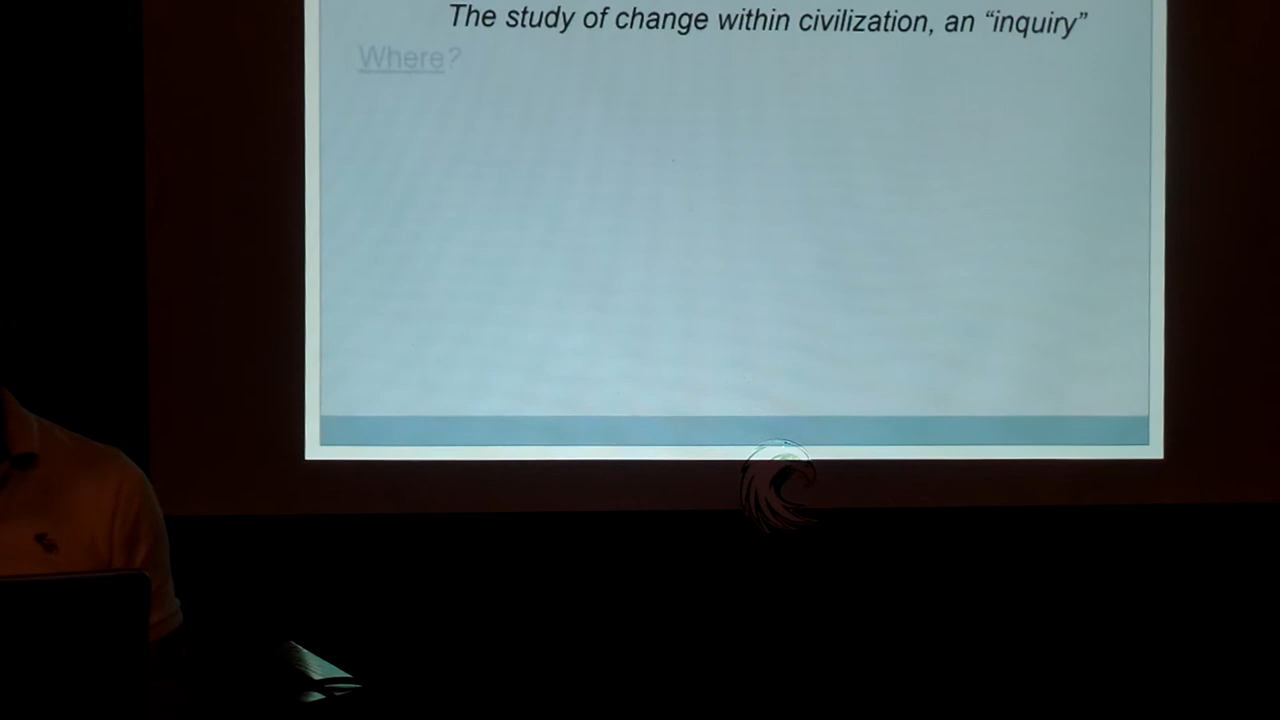 The study of change within civilization, an “inquiry”
Where?